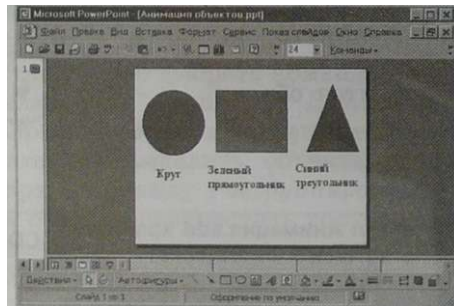 Microsoft PowerPoint - [Анимация объектов.ppt]
Файл Правка Вид Вставка Формат Сервис Показ слайдов Окно Справка
24 Команды
1
Круг
Зеленый прямоугольник
Синий треугольник
Действия Автофигуры
Слайд 1 из 1 Оформление по умолчанию